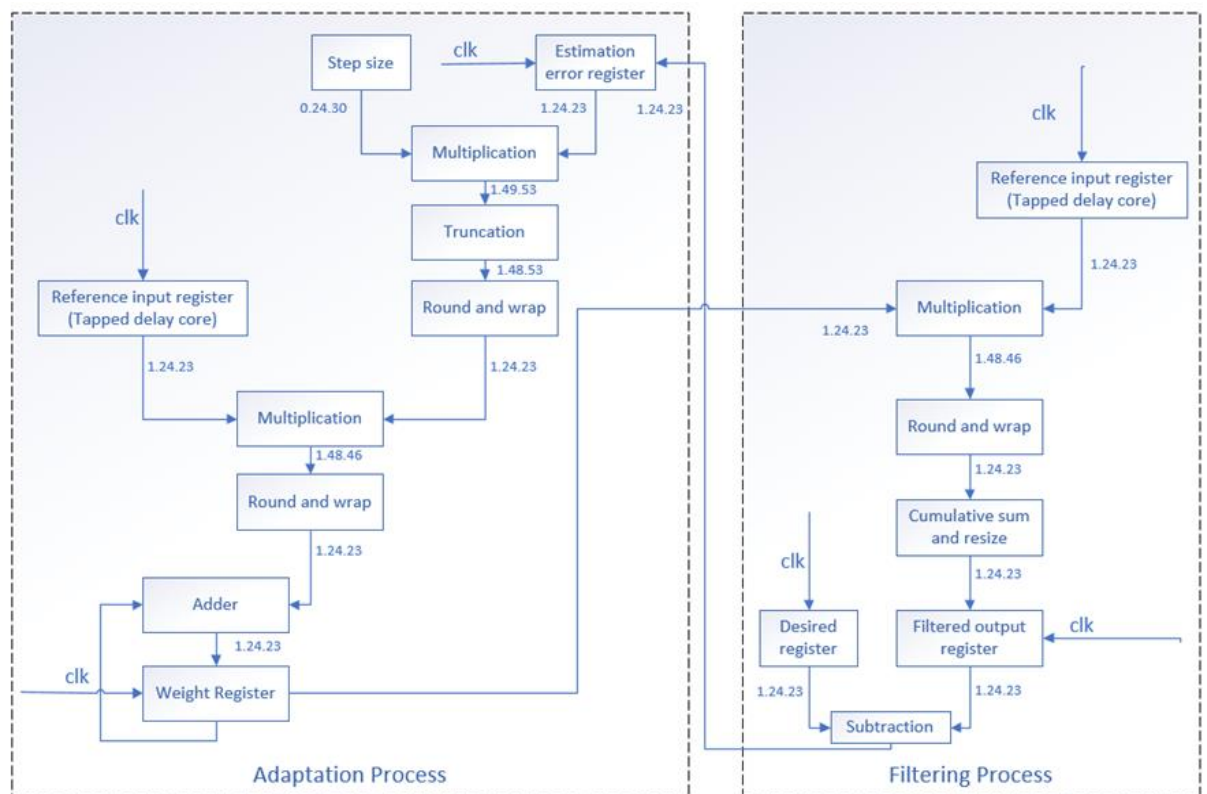 Step size
clk
Estimation
error register
0.24.30
1.24.23
1.24.23
Multiplication
1.49.53
Truncation
1.48.53
Round and wrap
1.24.23
clk
Reference input register
(Tapped delay core)
1.24.23
Multiplication
1.48.46
Round and wrap
1.24.23
Adder
1.24.23
clk
Weight Register
Adaptation Process
clk
Reference input register
(Tapped delay core)
1.24.23
1.24.23
Multiplication
1.48.46
Round and wrap
1.24.23
Cumulative sum
and resize
1.24.23
clk
Desired
register
Filtered output
register
clk
1.24.23
1.24.23
Subtraction
Filtering Process